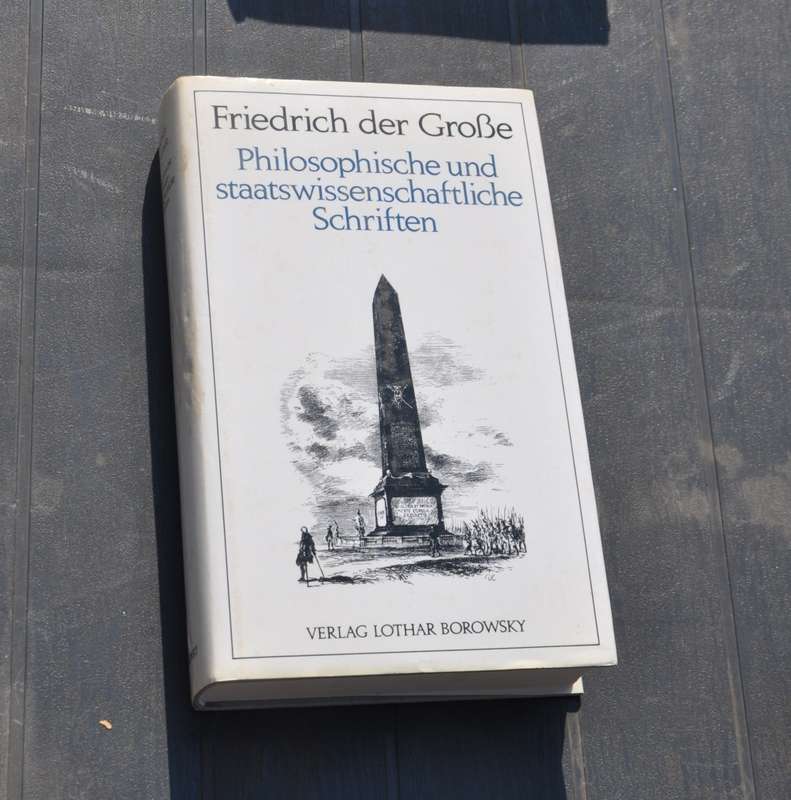 Friedrich der Große
Philosophische und
staatswissenschaftliche
Schriften
VERLAG LOTHAR BOROWSKY